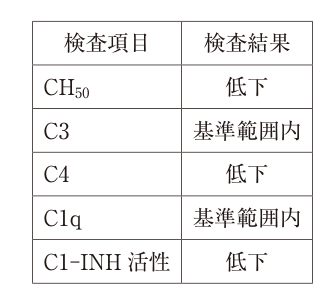 検査項目 検査結果
CH50 低下
C3 基準範囲内
C4 低下
C1q 基準範囲内
C1-INH 活性 低下